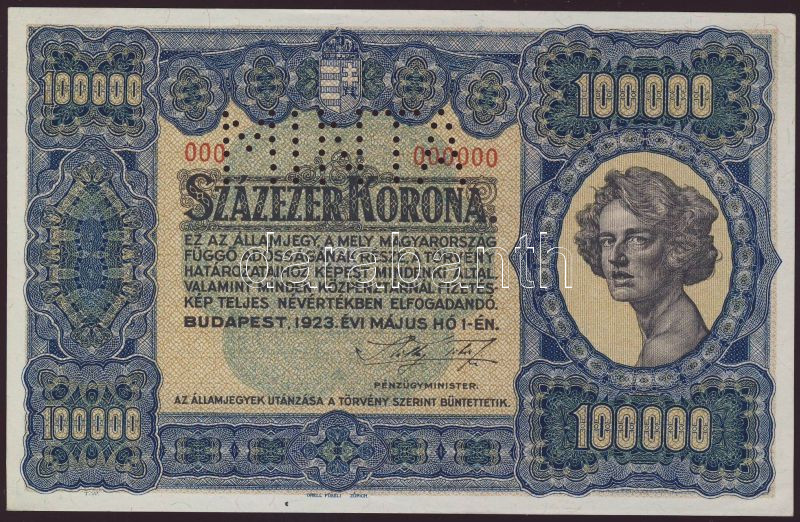 100000
100000
MINTA
000
000000
SZÁZEZER KORONA.
EZ AZ ÁLLAMJEGY, A MELY MAGYARORSZÁG
FÜGGŐ ADÓSSÁGÁNAK RÉSZE, A TÖRVÉNY
HATÁROZATAIHOZ KÉPEST MINDENKI ÁLTAL
VALAMINT MINDEN KÖZPÉNZTÁRNÁL FIZETÉS-
KÉP TELJES NÉVÉRTÉKBEN ELFOGADANDÓ.
BUDAPEST, 1923. ÉVI MÁJUS HÓ 1-ÉN.
PÉNZÜGYMINISTER.
AZ ÁLLAMJEGYEK UTÁNZÁSA A TÖRVÉNY SZERINT BÜNTETTETIK.
100000
100000
ORELL FÜSSLI ZÜRICH